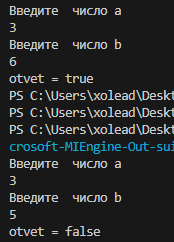 Введите  число a
3
Введите  число b
6
otvet = true
PS C:\Users\xolead\Deskt
PS C:\Users\xolead\Deskt
PS C:\Users\xolead\Deskt
crosoft-MIEngine-Out-sui
Введите  число a
3
Введите  число b
5
otvet = false